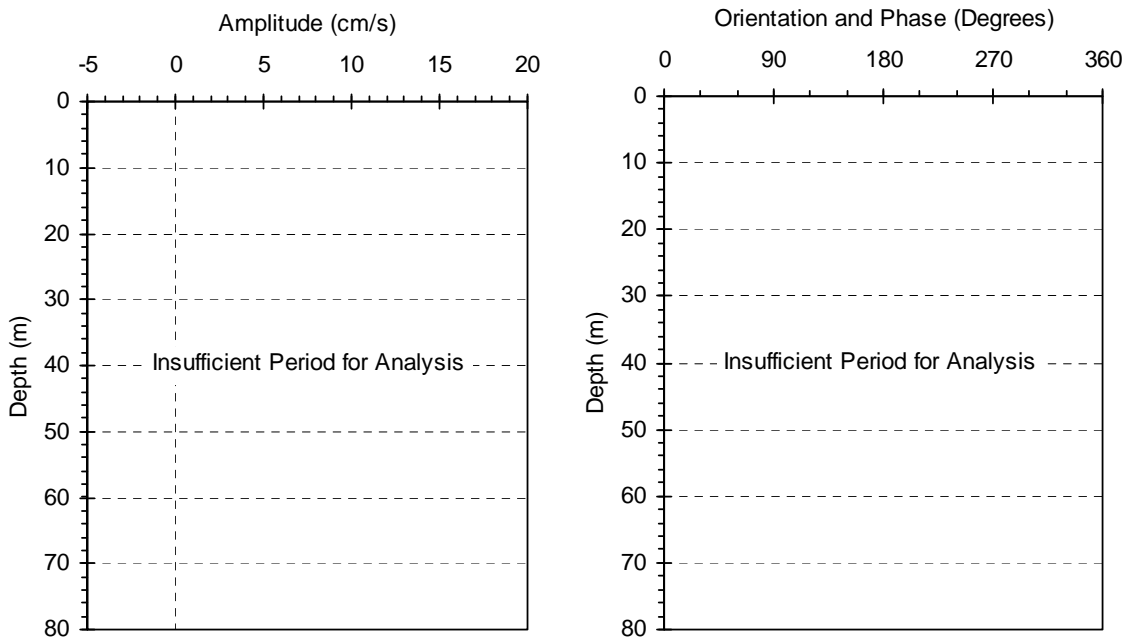 Amplitude (cm/s)
-5 0 5 10 15 20
0
10
20
30
40
50
60
70
80
Depth (m)
Insufficient Period for Analysis
Orientation and Phase (Degrees)
0 90 180 270 360
0
10
20
30
40
50
60
70
80
Depth (m)
Insufficient Period for Analysis